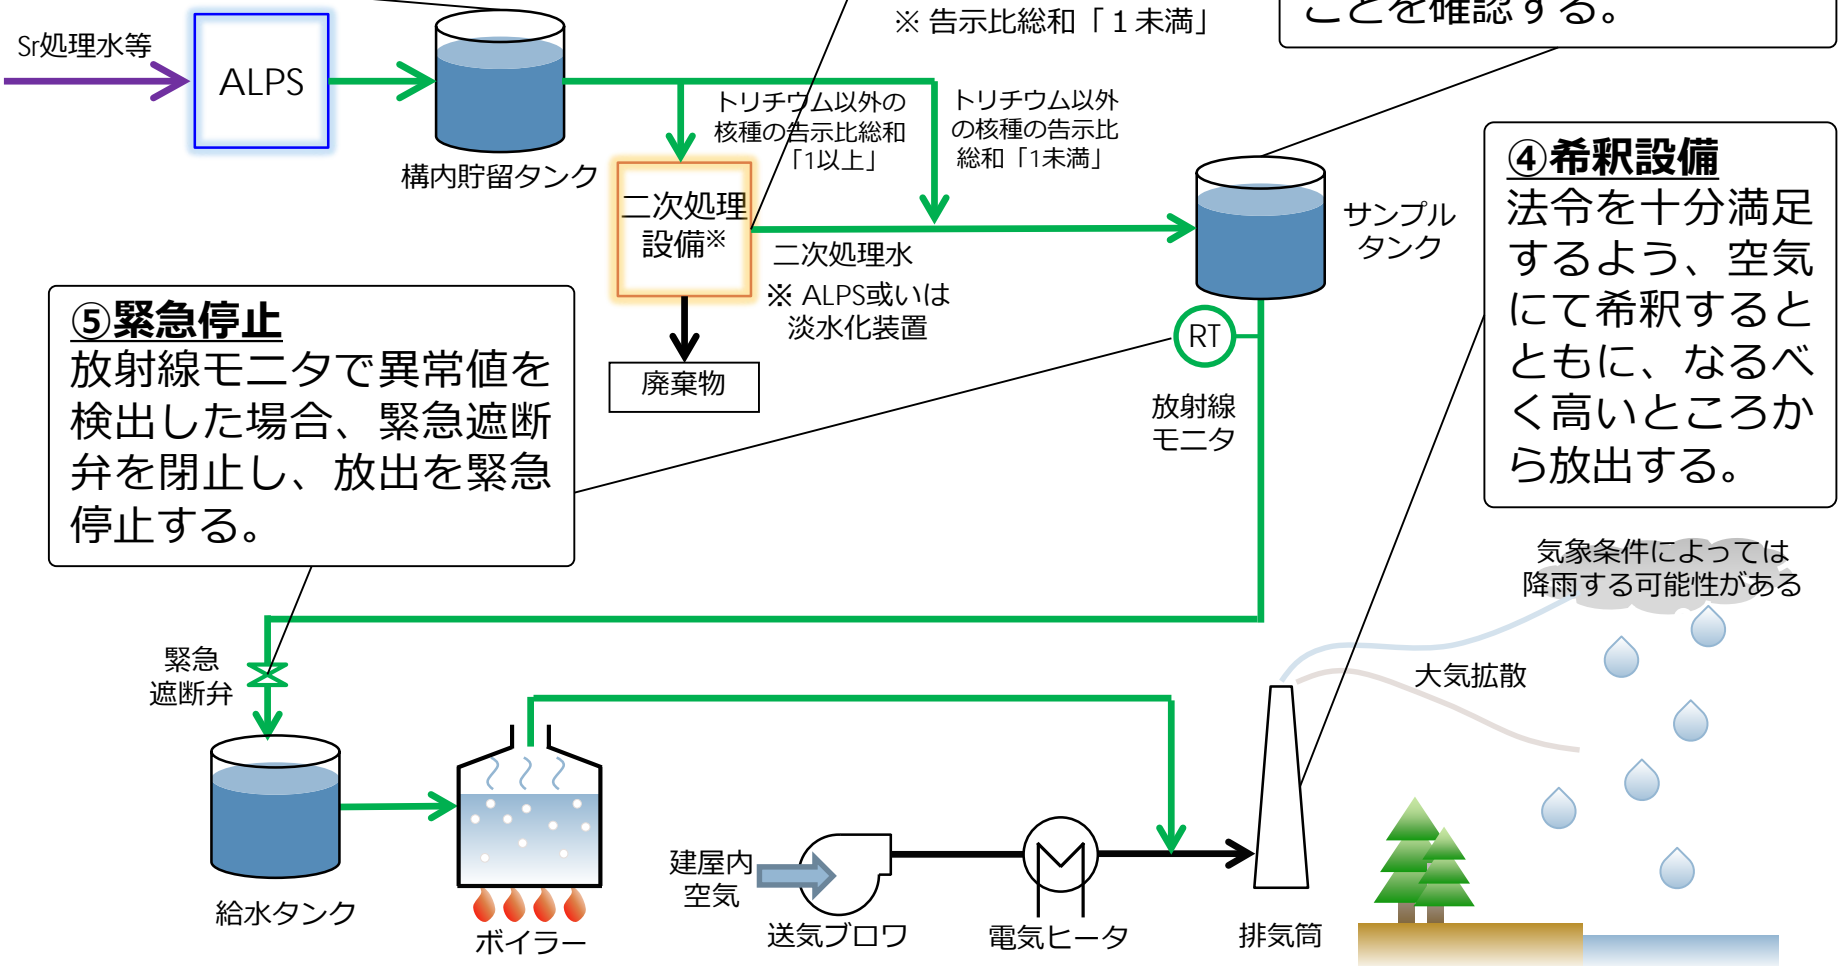 ことを確認する。
※ 告示比総和「１未満」
Sr処理水等
ALPS
構内貯留タンク
トリチウム以外の
核種の告示比総和
「1以上」
トリチウム以外
の核種の告示比
総和「1未満」
二次処理
設備※
二次処理水
※ ALPS或いは
淡水化装置
廃棄物
サンプル
タンク
RT
放射線
モニタ
④希釈設備
法令を十分満足
するよう、空気
にて希釈すると
ともに、なるべ
く高いところか
ら放出する。
⑤緊急停止
放射線モニタで異常値を
検出した場合、緊急遮断
弁を閉止し、放出を緊急
停止する。
気象条件によっては
降雨する可能性がある
大気拡散
緊急
遮断弁
給水タンク
ボイラー
建屋内
空気
送気ブロワ
電気ヒータ
排気筒